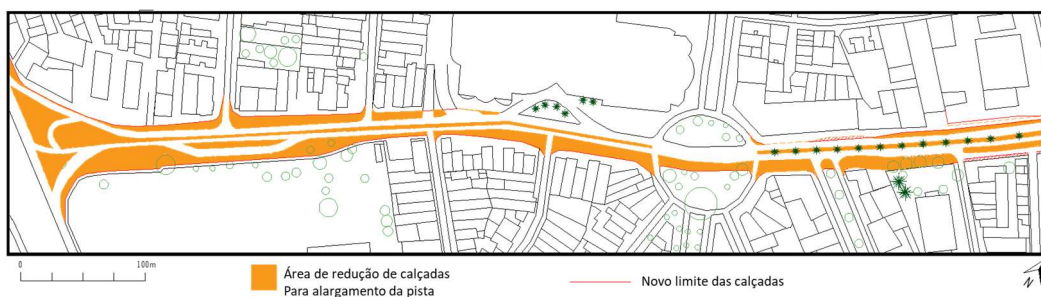 0
100m
Área de redução de calçadas
Para alargamento da pista
Novo limite das calçadas
N